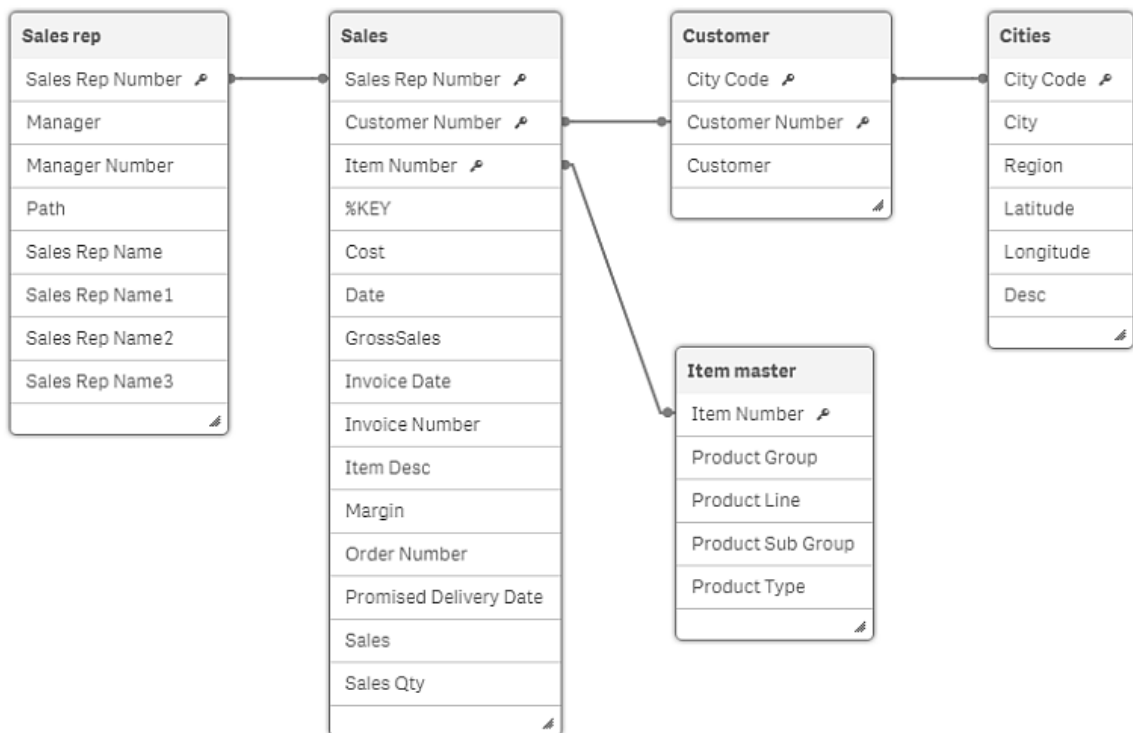 Sales rep
Sales Rep Number
Manager
Manager Number
Path
Sales Rep Name
Sales Rep Name1
Sales Rep Name2
Sales Rep Name3
Sales
Sales Rep Number
Customer Number
Item Number
%KEY
Cost
Date
GrossSales
Invoice Date
Invoice Number
Item Desc
Margin
Order Number
Promised Delivery Date
Sales
Sales Qty
Customer
City Code
Customer Number
Customer
Cities
City Code
City
Region
Latitude
Longitude
Desc
Item master
Item Number
Product Group
Product Line
Product Sub Group
Product Type